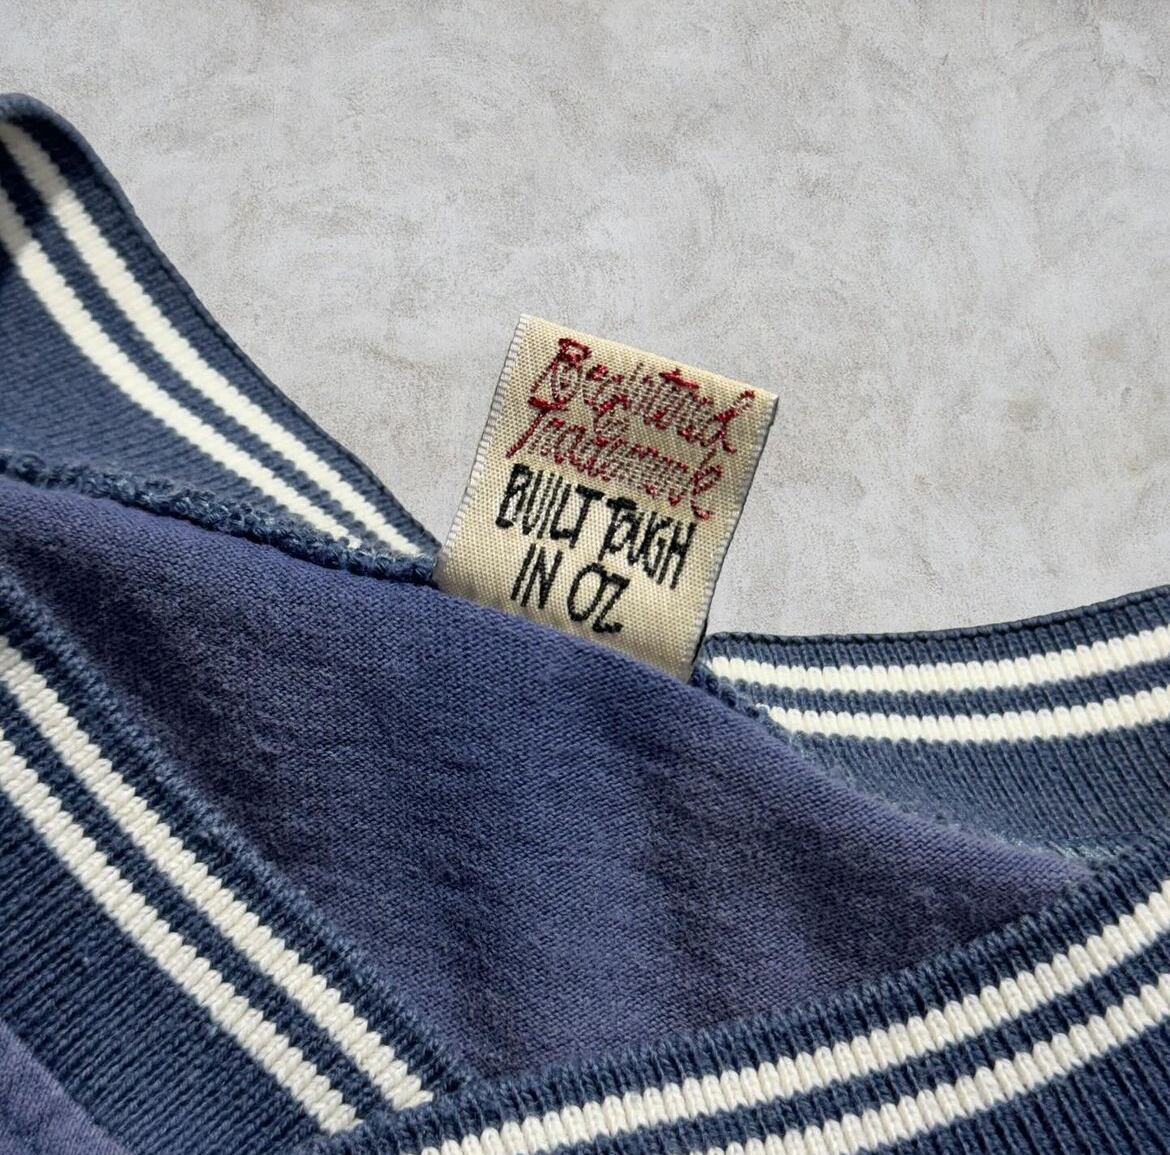 Registered
Trademark
BUILT TOUGH
IN OZ